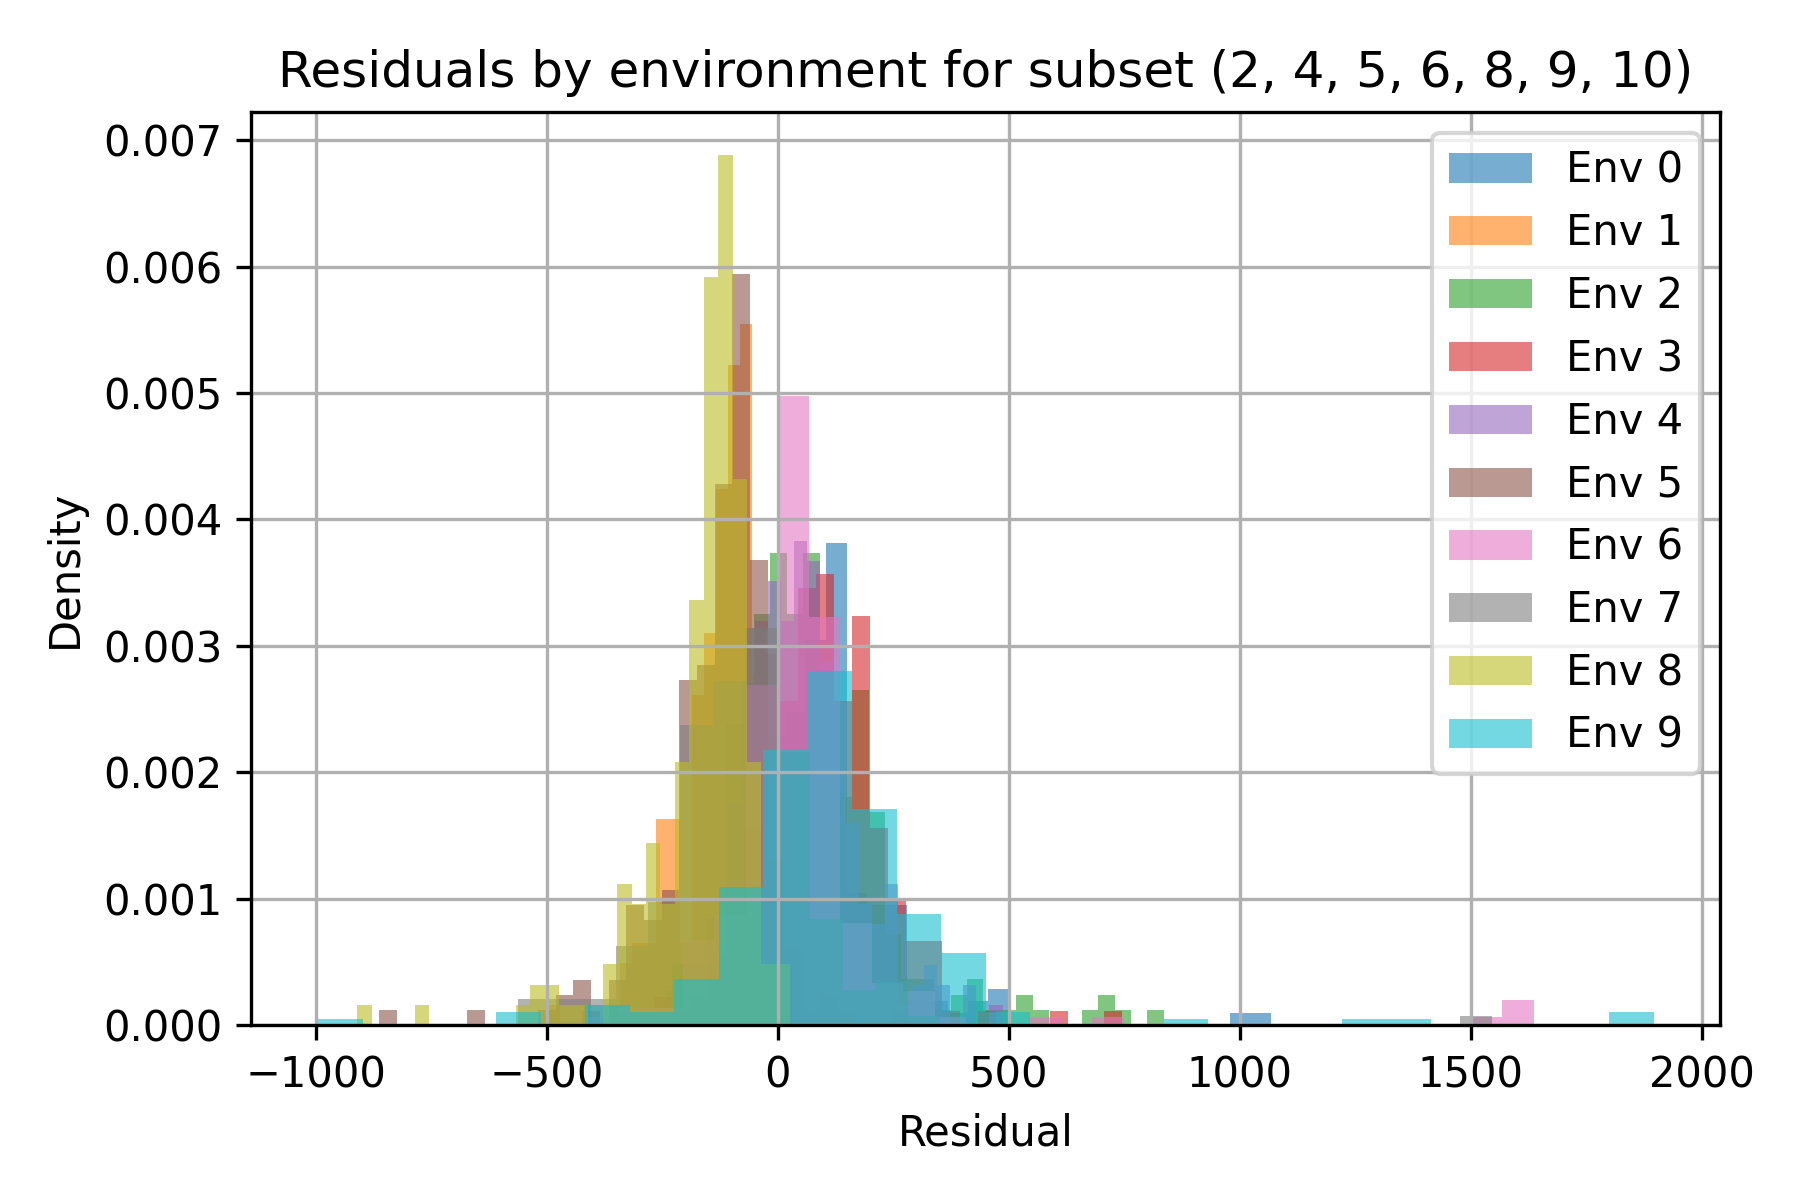 Residuals by environment for subset (2, 4, 5, 6, 8, 9, 10)
0.007
0.006
0.005
0.004
0.003
0.002
0.001
0.000
Density
Env 0
Env 1
Env 2
Env 3
Env 4
Env 5
Env 6
Env 7
Env 8
Env 9
−1000 −500 0 500 1000 1500 2000
Residual